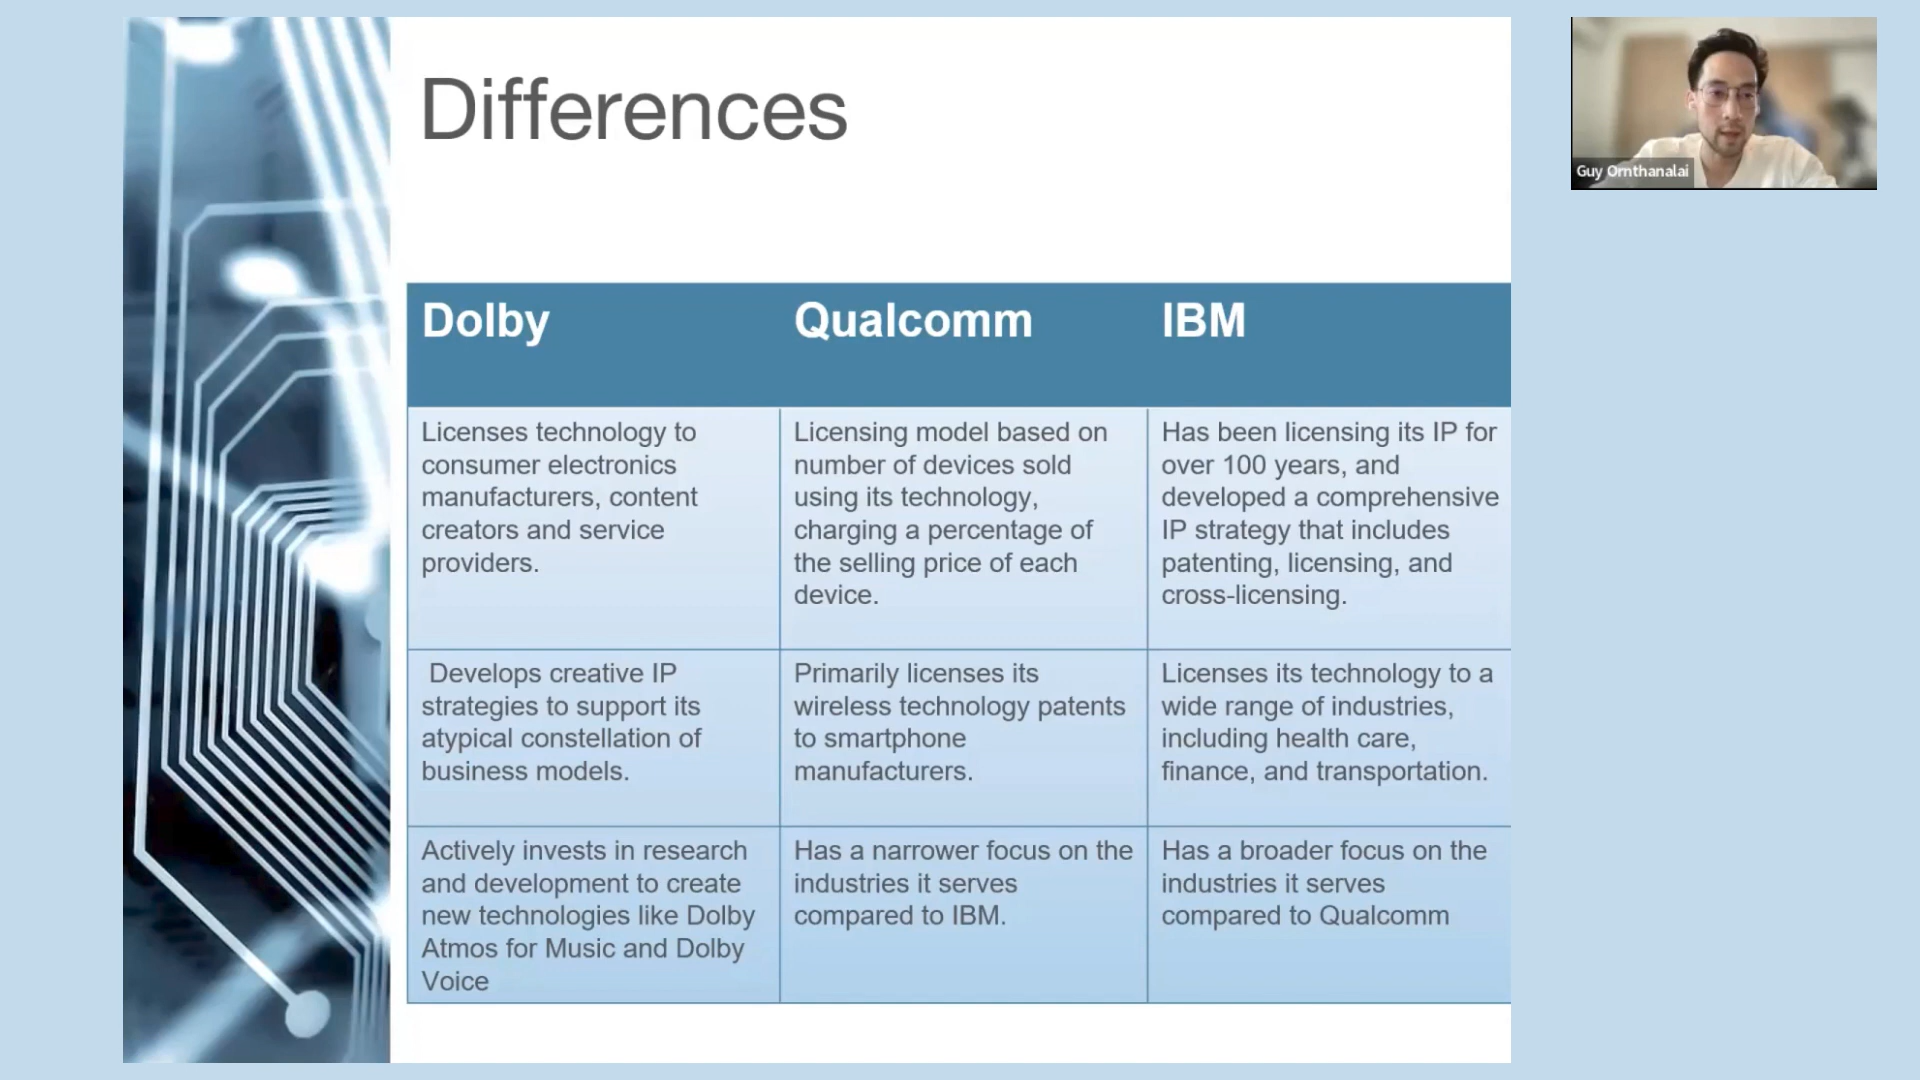 Differences
Guy Ornthanalai
Dolby
Qualcomm
IBM
Licenses technology to
consumer electronics
manufacturers, content
creators and service
providers.
Licensing model based on
number of devices sold
using its technology,
charging a percentage of
the selling price of each
device.
Has been licensing its IP for
over 100 years, and
developed a comprehensive
IP strategy that includes
patenting, licensing, and
cross-licensing.
Develops creative IP
strategies to support its
atypical constellation of
business models.
Primarily licenses its
wireless technology patents
to smartphone
manufacturers.
Licenses its technology to a
wide range of industries,
including health care,
finance, and transportation.
Actively invests in research
and development to create
new technologies like Dolby
Atmos for Music and Dolby
Voice
Has a narrower focus on the
industries it serves
compared to IBM.
Has a broader focus on the
industries it serves
compared to Qualcomm